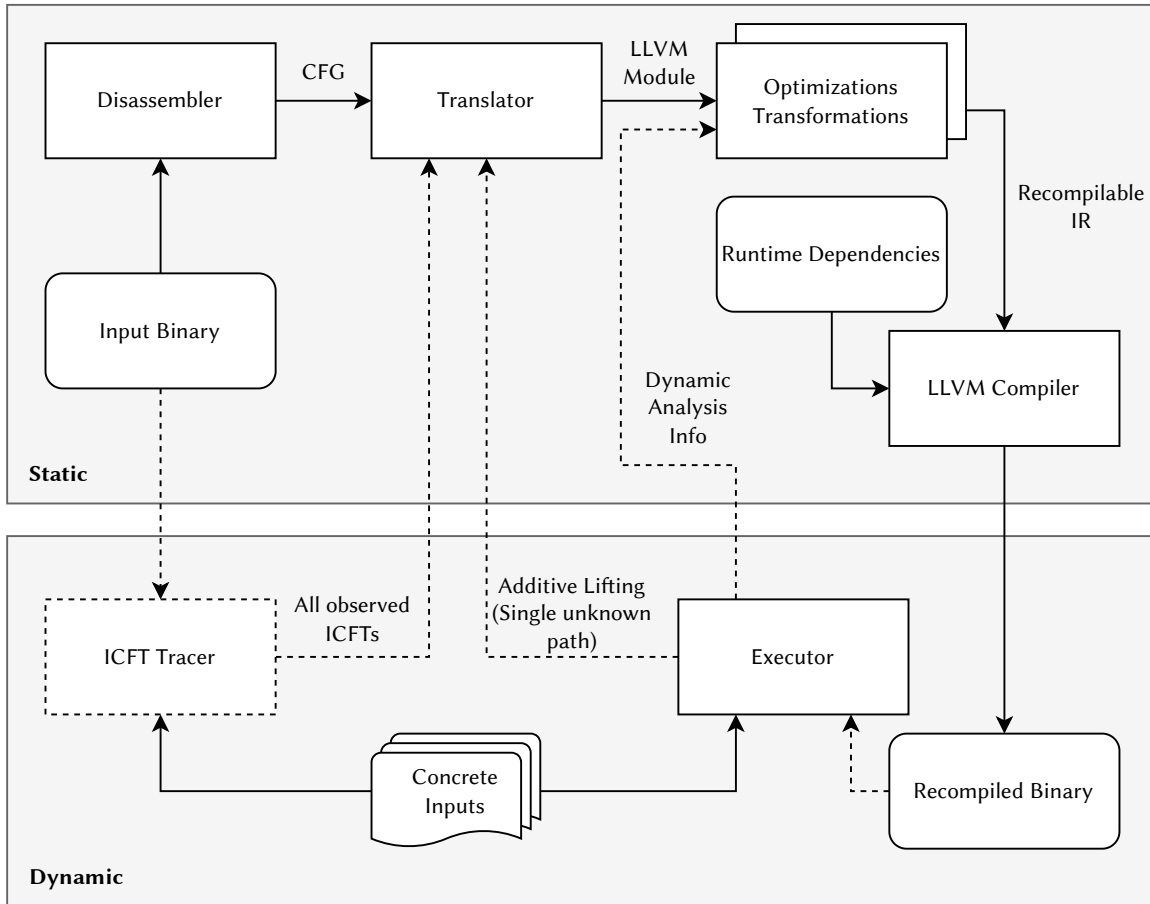 Disassembler
CFG
Translator
LLVM
Module
Optimizations
Transformations
Recompilable
IR
Runtime Dependencies
Input Binary
LLVM Compiler
Dynamic
Analysis
Info
Static
ICFT Tracer
All observed
ICFTs
Additive Lifting
(Single unknown
path)
Executor
Concrete
Inputs
Recompiled Binary
Dynamic